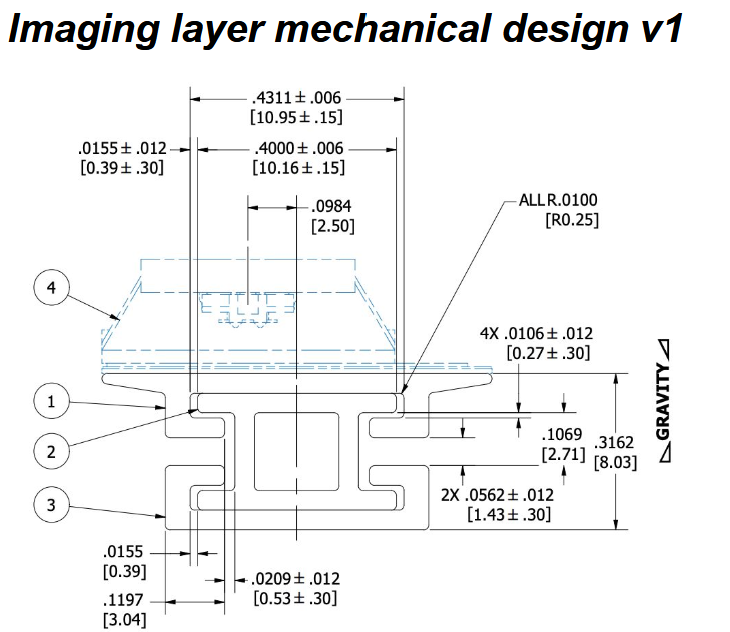 Imaging layer mechanical design v1
.4311 ± .006
[10.95 ± .15]
.0155 ± .012
[0.39 ± .30]
.4000 ± .006
[10.16 ± .15]
.0984
[2.50]
ALL R.0100
[R0.25]
4
4X .0106 ± .012
[0.27 ± .30]
GRAVITY
1
2
3
.1069
[2.71]
.3162
[8.03]
2X .0562 ± .012
[1.43 ± .30]
.0155
[0.39]
.0209 ± .012
[0.53 ± .30]
.1197
[3.04]